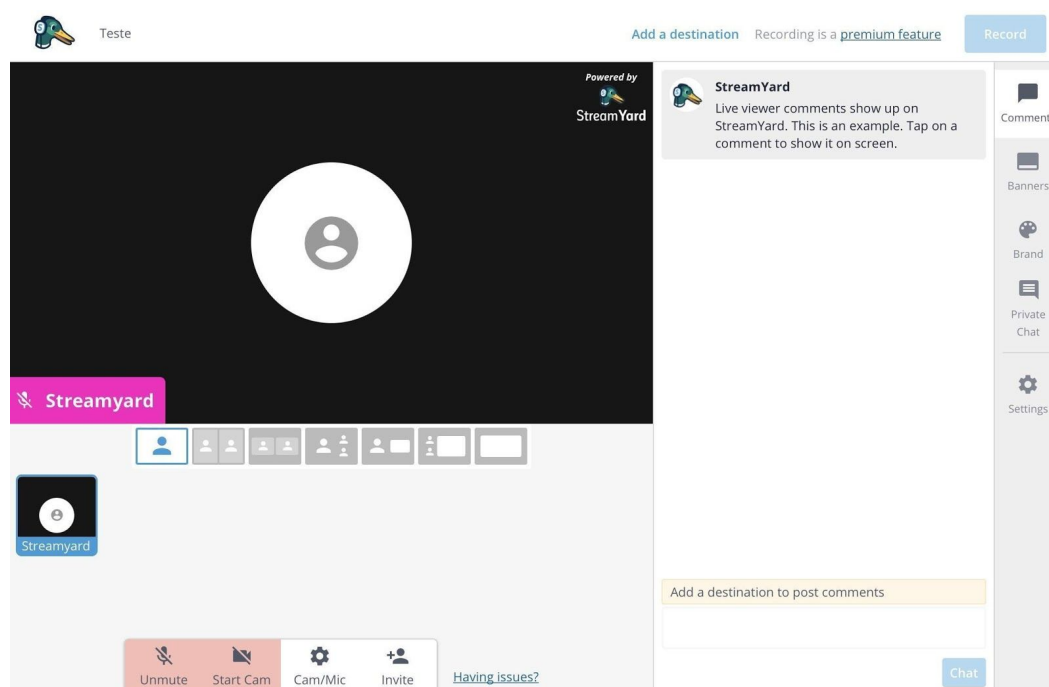 Teste
Add a destination Recording is a premium feature Record
Powered by
StreamYard
StreamYard
Live viewer comments show up on
StreamYard. This is an example. Tap on a
comment to show it on screen.
Comment
Banners
Brand
Private
Chat
Settings
Streamyard
Streamyard
Add a destination to post comments
Chat
Unmute Start Cam Cam/Mic Invite Having issues?